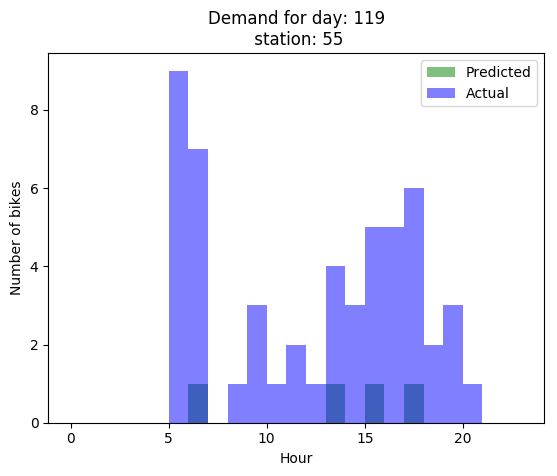 Demand for day: 119
station: 55
Predicted
Actual
Number of bikes
8
6
4
2
0
0
5
10
15
20
Hour